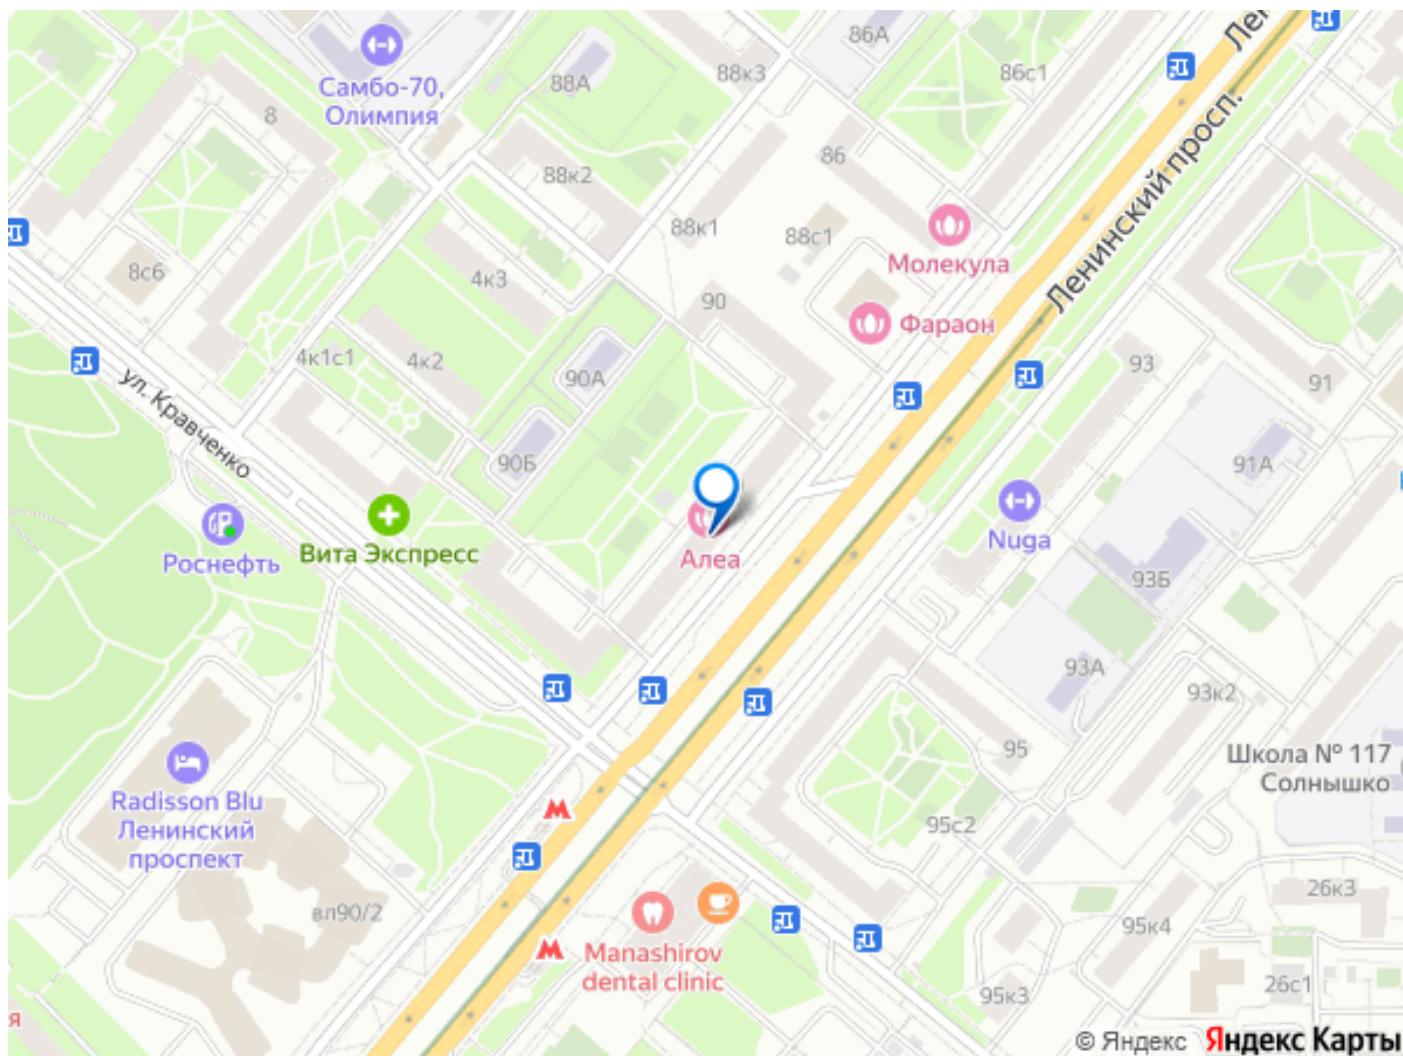 86А
Лен
Самбо-70,
Олимпия
88А
88к3
86с1
8
86
88к2
Ленинский просп.
88к1
88с1
Молекула
8с6
4к3
90
Фараон
4к1с1
4к2
90А
93
91
ул. Кравченко
90Б
91А
Роснефть
Вита Экспресс
Алеа
Nuga
93Б
93А
93к2
95
Школа № 117
Солнышко
Radisson Blu
Ленинский
проспект
95с2
вл90/2
26к3
95к4
Manashirov
dental clinic
95к3
26с1
я
© Яндекс Яндекс Карты